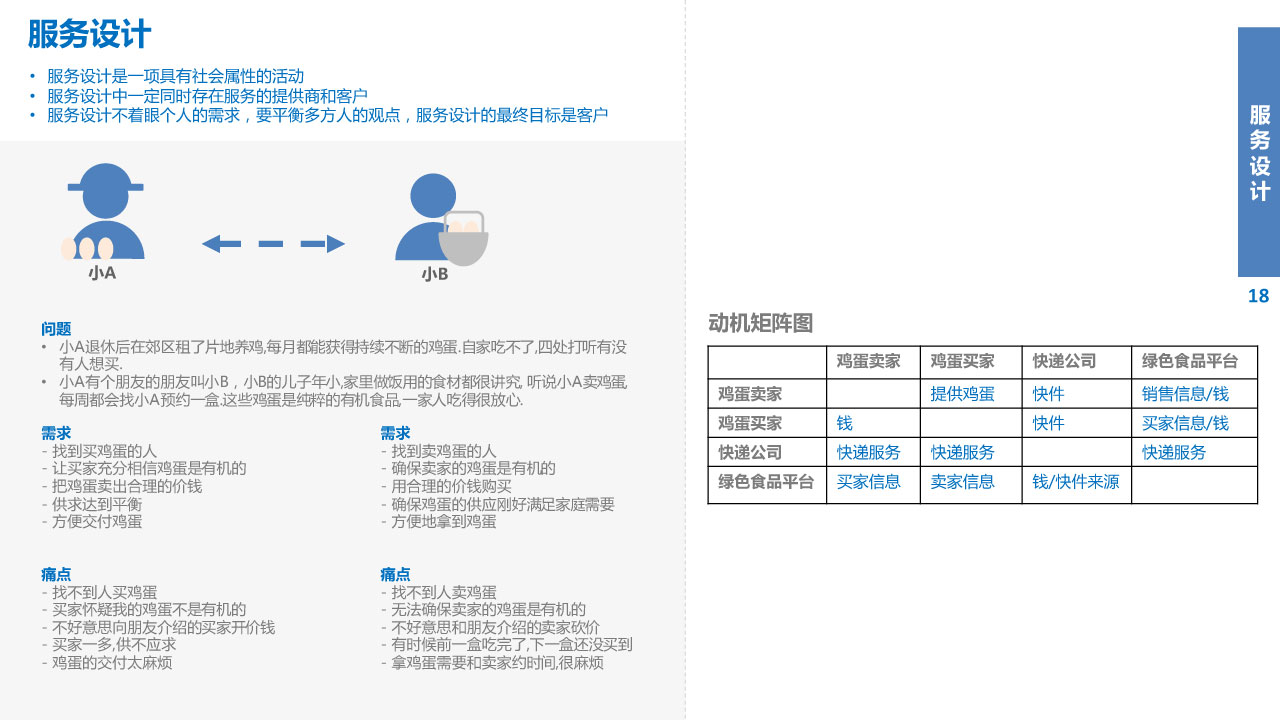 服务设计
• 服务设计是一项具有社会属性的活动
• 服务设计中一定同时存在服务的提供商和客户
• 服务设计不着眼个人的需求，要平衡多方人的观点，服务设计的最终目标是客户
小A
小B
问题
• 小A退休后在郊区租了片地养鸡,每月都能获得持续不断的鸡蛋.自家吃不了,四处打听有没
有人想买.
• 小A有个朋友的朋友叫小B，小B的儿子年小,家里做饭用的食材都很讲究, 听说小A卖鸡蛋,
每周都会找小A预约一盒.这些鸡蛋是纯粹的有机食品,一家人吃得很放心.
需求
- 找到买鸡蛋的人
- 让买家充分相信鸡蛋是有机的
- 把鸡蛋卖出合理的价钱
- 供求达到平衡
- 方便交付鸡蛋
需求
- 找到卖鸡蛋的人
- 确保卖家的鸡蛋是有机的
- 用合理的价钱购买
- 确保鸡蛋的供应刚好满足家庭需要
- 方便地拿到鸡蛋
痛点
- 找不到人买鸡蛋
- 买家怀疑我的鸡蛋不是有机的
- 不好意思向朋友介绍的买家开价钱
- 买家一多,供不应求
- 鸡蛋的交付太麻烦
痛点
- 找不到人卖鸡蛋
- 无法确保卖家的鸡蛋是有机的
- 不好意思和朋友介绍的卖家砍价
- 有时候前一盒吃完了,下一盒还没买到
- 拿鸡蛋需要和卖家约时间,很麻烦
服务设计
18
动机矩阵图
鸡蛋卖家 鸡蛋买家 快递公司 绿色食品平台
鸡蛋卖家 提供鸡蛋 快件 销售信息/钱
鸡蛋买家 钱 快件 买家信息/钱
快递公司 快递服务 快递服务 快递服务
绿色食品平台 买家信息 卖家信息 钱/快件来源